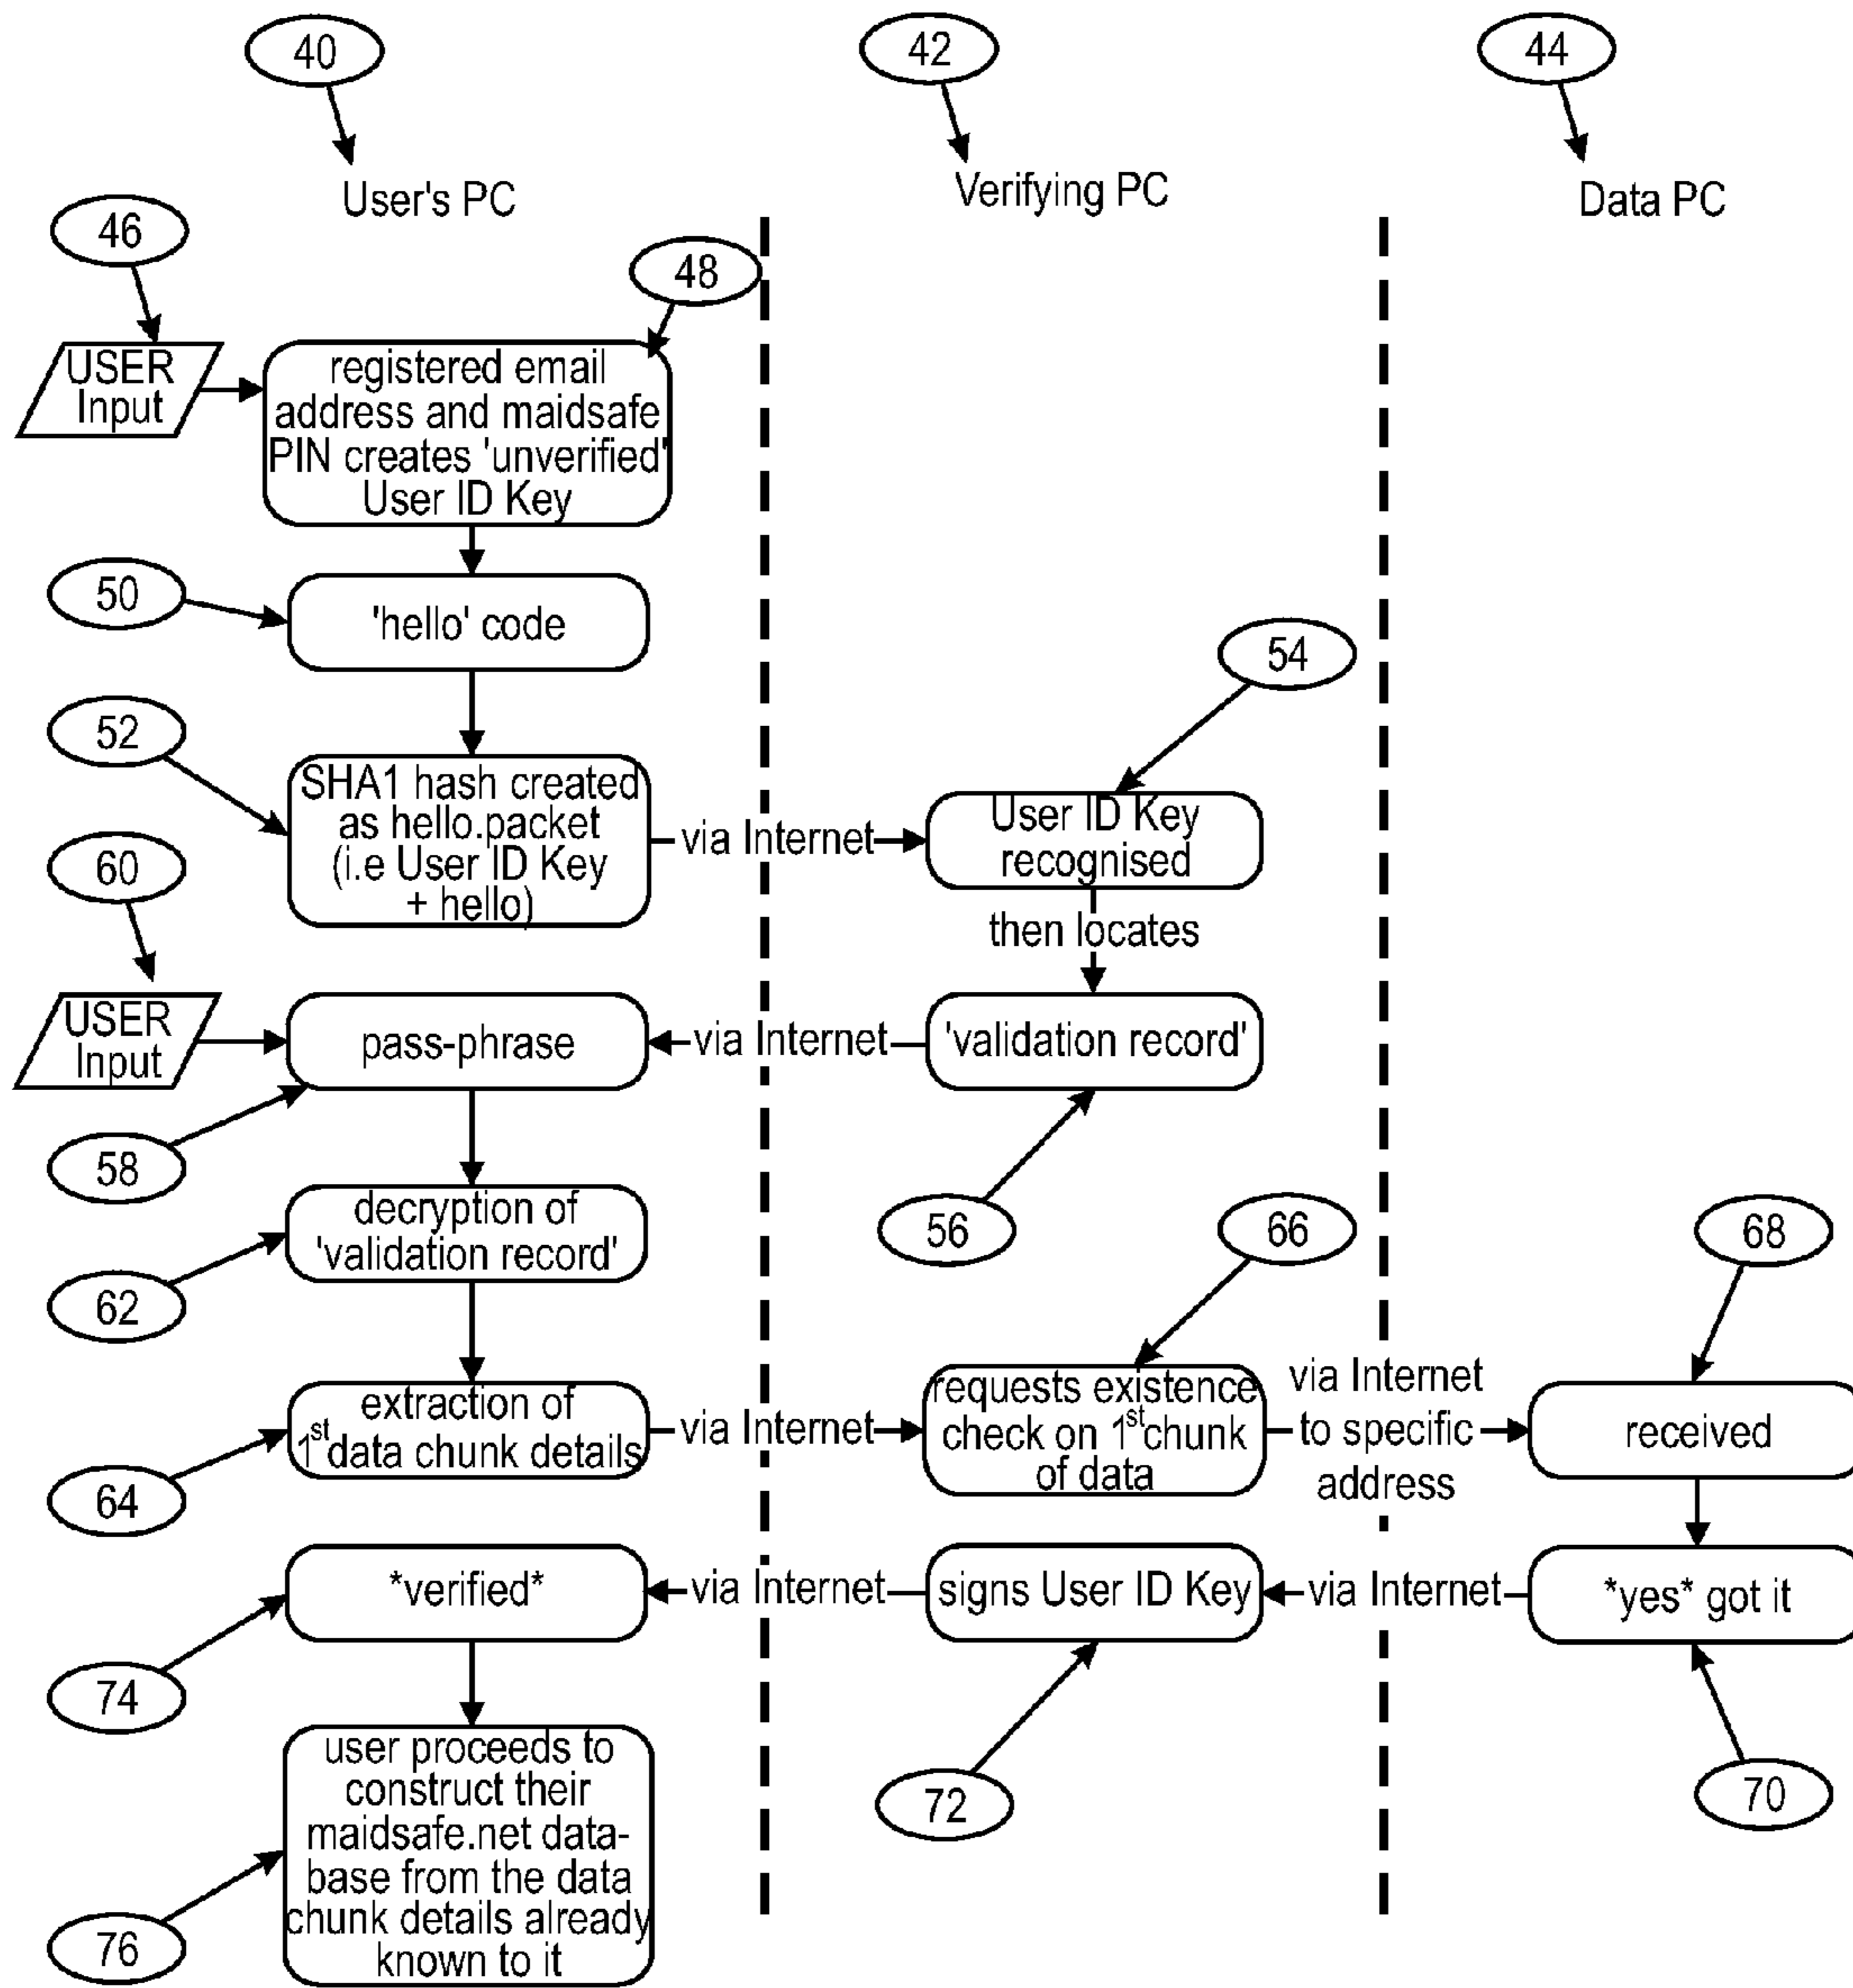 40
42
44
User's PC
Verifying PC
Data PC
46
48
USER
Input
registered email
address and maidsafe
PIN creates 'unverified'
User ID Key
50
'hello' code
54
52
SHA1 hash created
as hello.packet
(i.e User ID Key
+ hello)
via Internet
User ID Key
recognised
60
then locates
USER
Input
pass-phrase
via Internet
'validation record'
58
decryption of
'validation record'
56
66
68
62
extraction of
1st data chunk details
via Internet
requests existence
check on 1st chunk
of data
via Internet
to specific
address
received
64
*verified*
via Internet
signs User ID Key
via Internet
*yes* got it
74
user proceeds to
construct their
maidsafe.net data-
base from the data
chunk details already
known to it
72
70
76